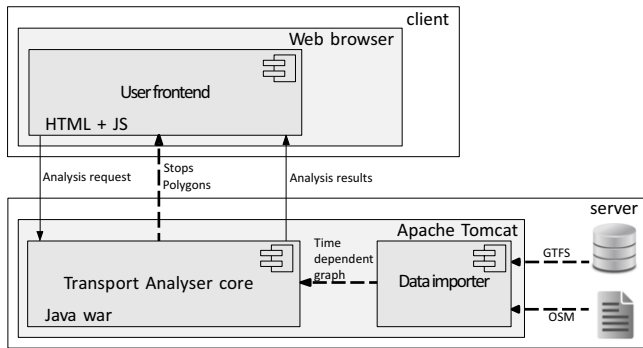 client
Web browser
User frontend
HTML + JS
Analysis request
Stops
Polygons
Analysis results
server
Apache Tomcat
Transport Analyser core
Java war
Time
dependent
graph
Data importer
GTFS
OSM